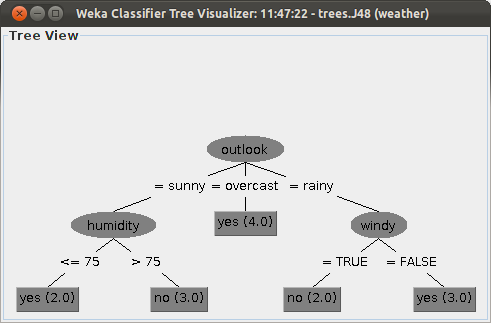 Weka Classifier Tree Visualizer: 11:47:22 - trees.J48 (weather)
Tree View
outlook
= sunny = overcast = rainy
humidity yes (4.0) windy
<= 75 > 75 = TRUE = FALSE
yes (2.0) no (3.0) no (2.0) yes (3.0)